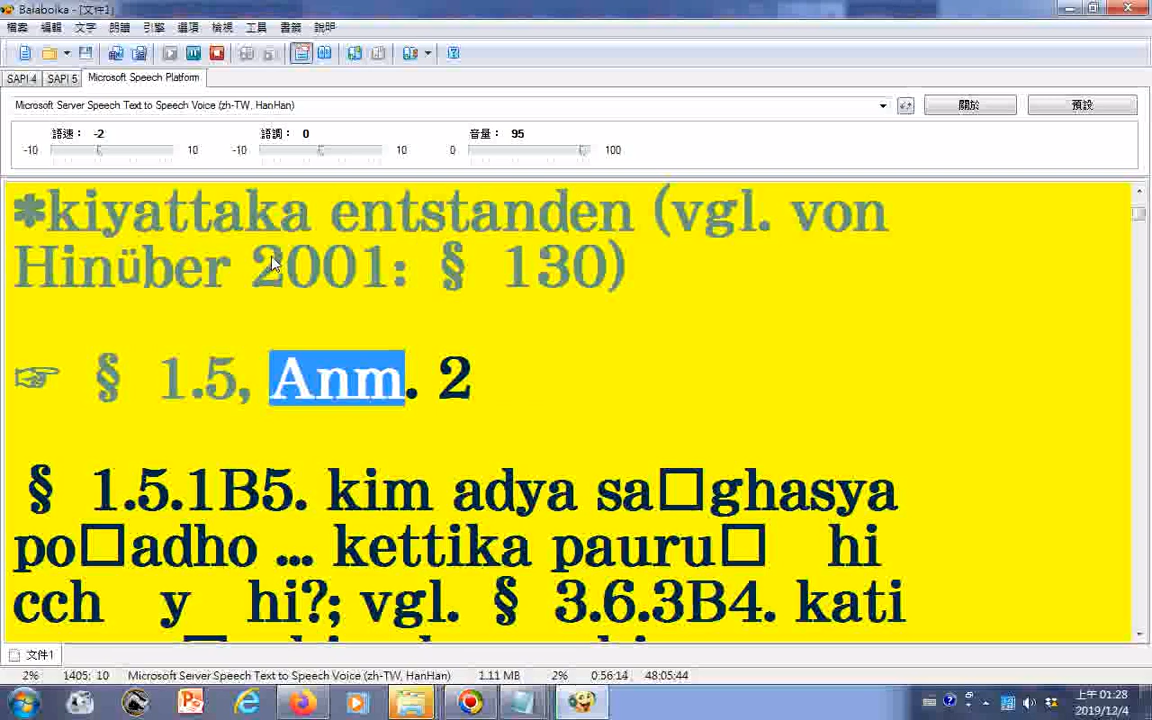 Balabolka - [文件1]
檔案 編輯 文字 朗讀 引擎 選項 檢視 工具 書籤 說明
SAPI 4 SAPI 5 Microsoft Speech Platform
Microsoft Server Speech Text to Speech Voice (zh-TW, HanHan) 關於 預設
語速： -2 語調： 0 音量： 95
-10 10 -10 10 0 100
*kiyattaka entstanden (vgl. von
Hinüber 2001: § 130)
☞ § 1.5, Anm. 2
§ 1.5.1B5. kim adya sa□ghasya
po□adho ... kettika pauru□ hi
cch y hi?; vgl. § 3.6.3B4. kati
文件1
2% 1405: 10 Microsoft Server Speech Text to Speech Voice (zh-TW, HanHan) 1.11 MB 2% 0:56:14 48:05:44
上午 01:28
2019/12/4